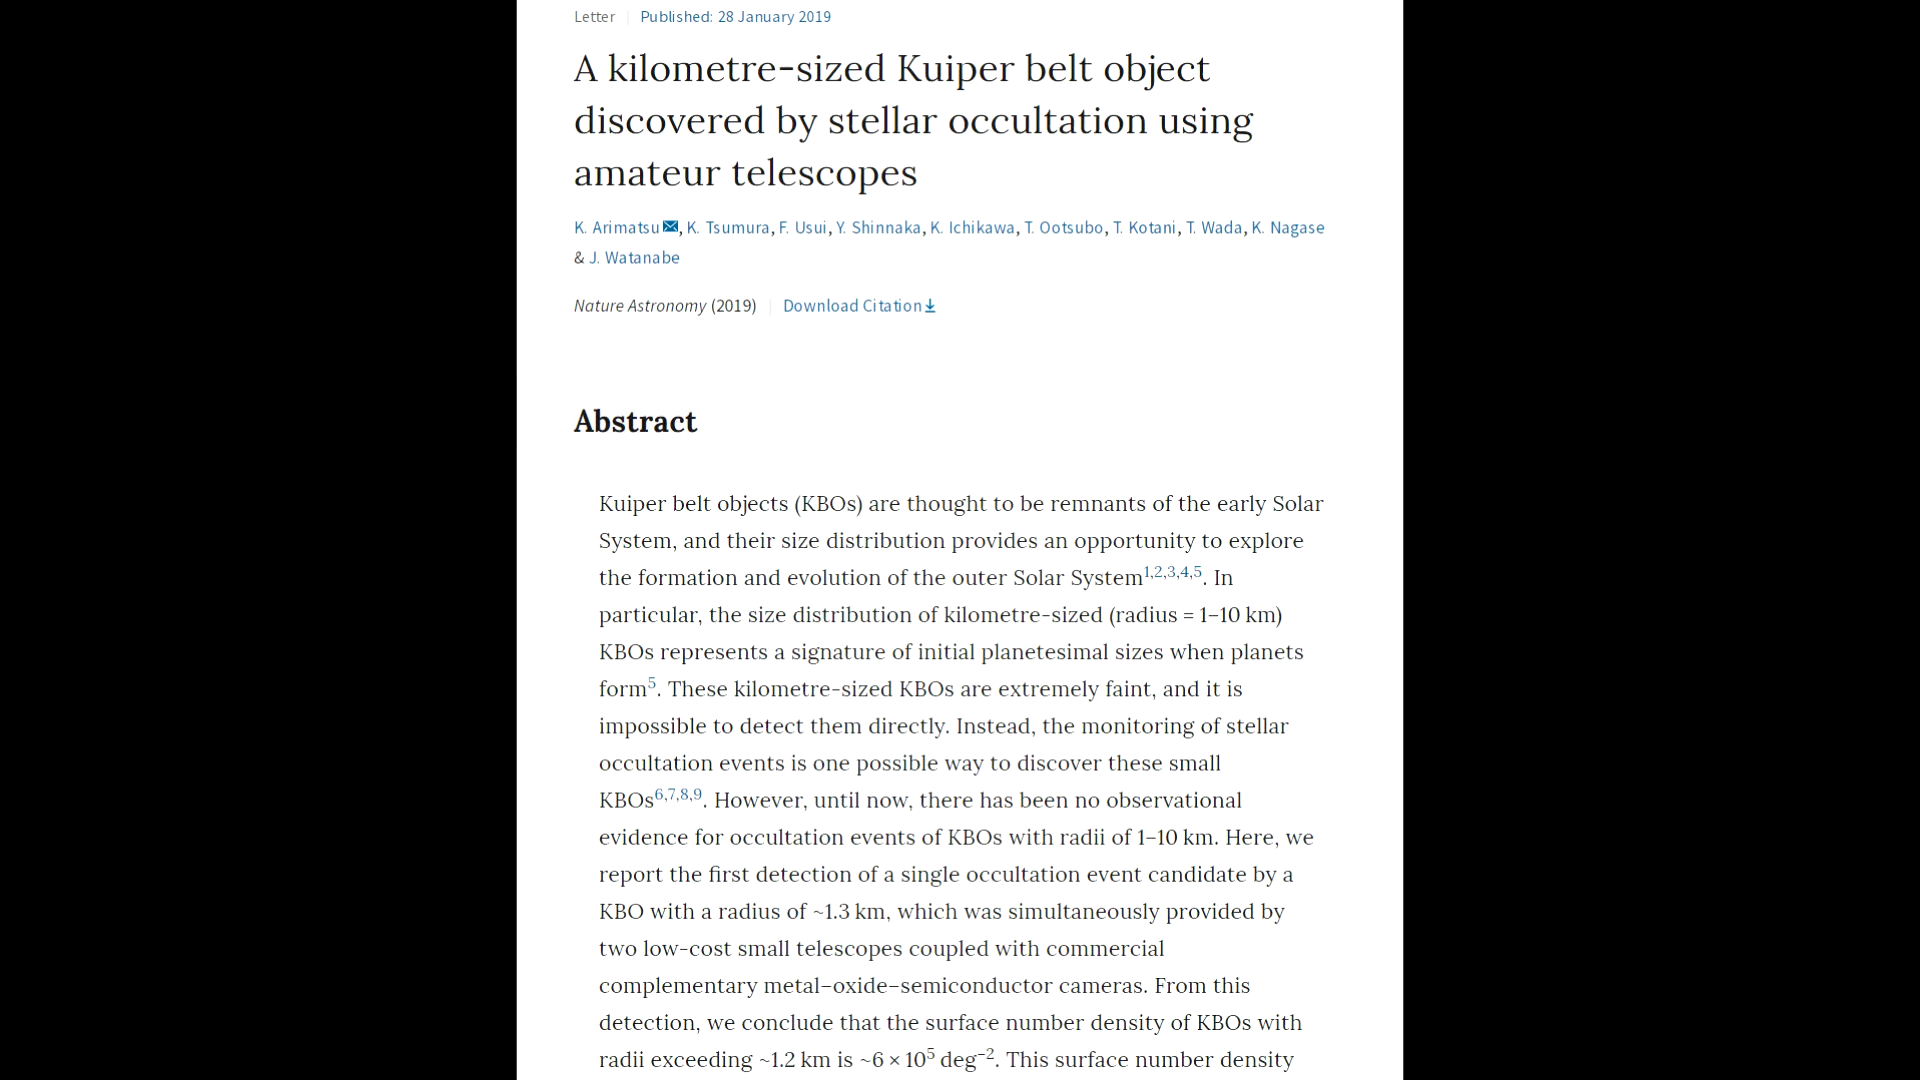 Letter | Published: 28 January 2019
A kilometre-sized Kuiper belt object
discovered by stellar occultation using
amateur telescopes
K. Arimatsu, K. Tsumura, F. Usui, Y. Shinnaka, K. Ichikawa, T. Ootsubo, T. Kotani, T. Wada, K. Nagase
& J. Watanabe
Nature Astronomy (2019) | Download Citation
Abstract
Kuiper belt objects (KBOs) are thought to be remnants of the early Solar
System, and their size distribution provides an opportunity to explore
the formation and evolution of the outer Solar System1,2,3,4,5. In
particular, the size distribution of kilometre-sized (radius = 1–10 km)
KBOs represents a signature of initial planetesimal sizes when planets
form5. These kilometre-sized KBOs are extremely faint, and it is
impossible to detect them directly. Instead, the monitoring of stellar
occultation events is one possible way to discover these small
KBOs6,7,8,9. However, until now, there has been no observational
evidence for occultation events of KBOs with radii of 1–10 km. Here, we
report the first detection of a single occultation event candidate by a
KBO with a radius of ~1.3 km, which was simultaneously provided by
two low-cost small telescopes coupled with commercial
complementary metal–oxide–semiconductor cameras. From this
detection, we conclude that the surface number density of KBOs with
radii exceeding ~1.2 km is ~6 × 10⁵ deg⁻². This surface number density